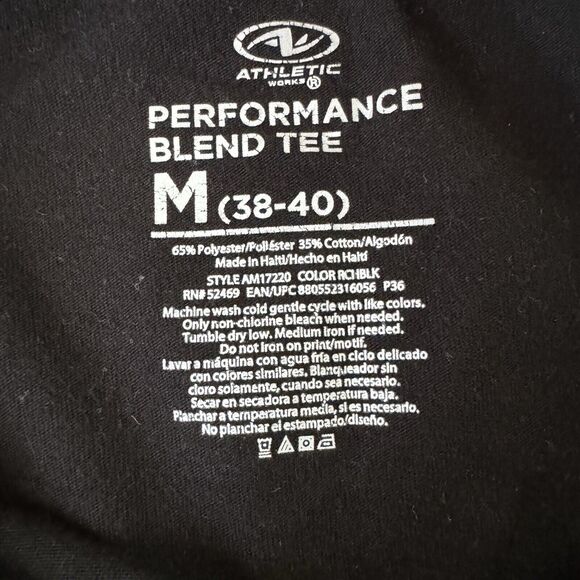 AW
ATHLETIC
WORKS®
PERFORMANCE
BLEND TEE
M (38-40)
65% Polyester/Poliéster 35% Cotton/Algodón
Made in Haiti/Hecho en Haití
STYLE AM17220 COLOR RCHBLK
RN# 52469 EAN/UPC 880552316056 P36
Machine wash cold gentle cycle with like colors.
Only non-chlorine bleach when needed.
Tumble dry low. Medium iron if needed.
Do not iron on print/motif.
Lavar a máquina con agua fría en ciclo delicado
con colores similares. Blanqueador sin
cloro solamente, cuando sea necesario.
Secar en secadora a temperatura baja.
Planchar a temperatura media, si es necesario.
No planchar el estampado/diseño.